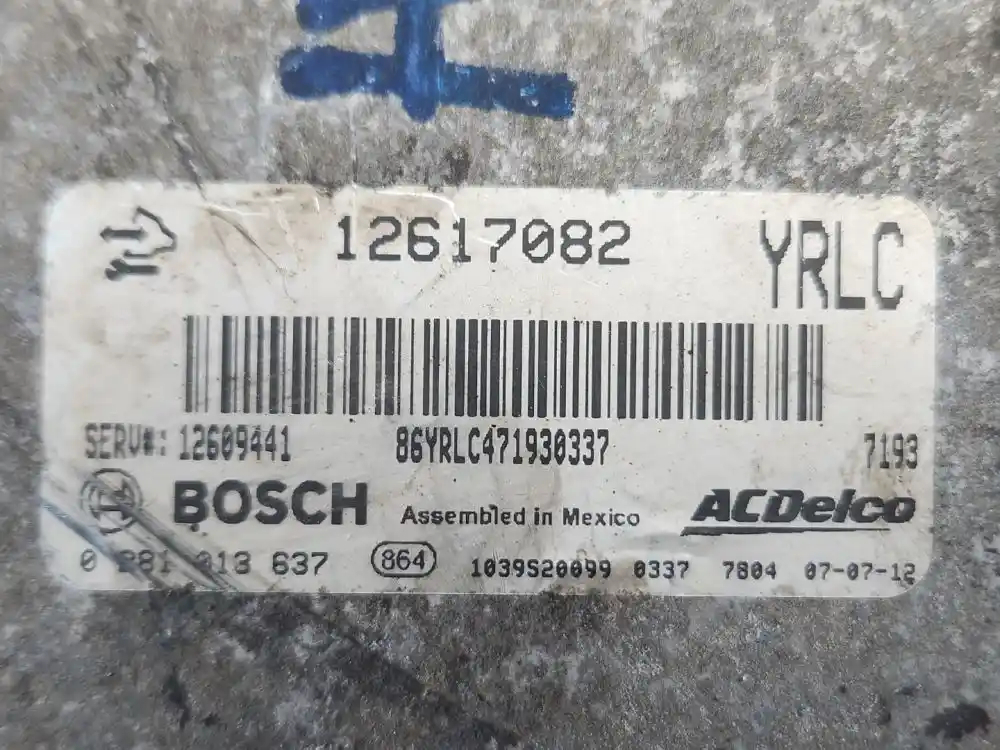 12617082 YRLC
SERV#: 12609441 86YRLC471930337 7193
BOSCH Assembled in Mexico ACDelco
0 281 013 637 864 1039S20099 0337 7804 07-07-12